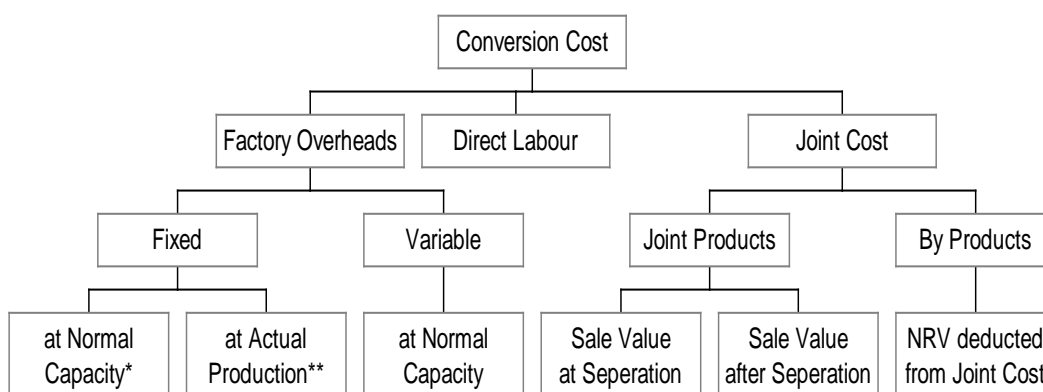 Conversion Cost
Factory Overheads
Direct Labour
Joint Cost
Fixed
Variable
Joint Products
By Products
at Normal
Capacity*
at Actual
Production**
at Normal
Capacity
Sale Value
at Seperation
Sale Value
after Seperation
NRV deducted
from Joint Cost